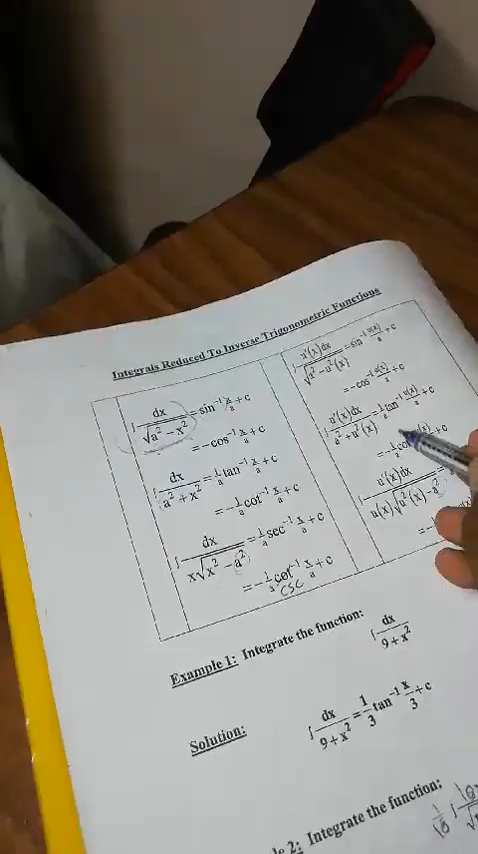 Integrals Reduced To Inverse Trigonometric Functions
∫ dx / √(a² − x²) = sin⁻¹ x/a + c
= −cos⁻¹ x/a + c
∫ dx / (a² + x²) = 1/a tan⁻¹ x/a + c
= −1/a cot⁻¹ x/a + c
∫ dx / (x√(x² − a²)) = 1/a sec⁻¹ x/a + c
= −1/a cot⁻¹ x/a + c
csc
∫ u'(x)dx / √(a² − u²(x)) = sin⁻¹ u(x)/a + c
= −cos⁻¹ u(x)/a + c
∫ u'(x)dx / (a² + u²(x)) = 1/a tan⁻¹ u(x)/a + c
= −1/a cot (x) + c
∫ u'(x)dx / (u(x)√(u²(x) − a²)) =
= −
Example 1: Integrate the function: ∫ dx / (9 + x²)
Solution: ∫ dx / (9 + x²) = 1/3 tan⁻¹ x/3 + c
le 2: Integrate the function: